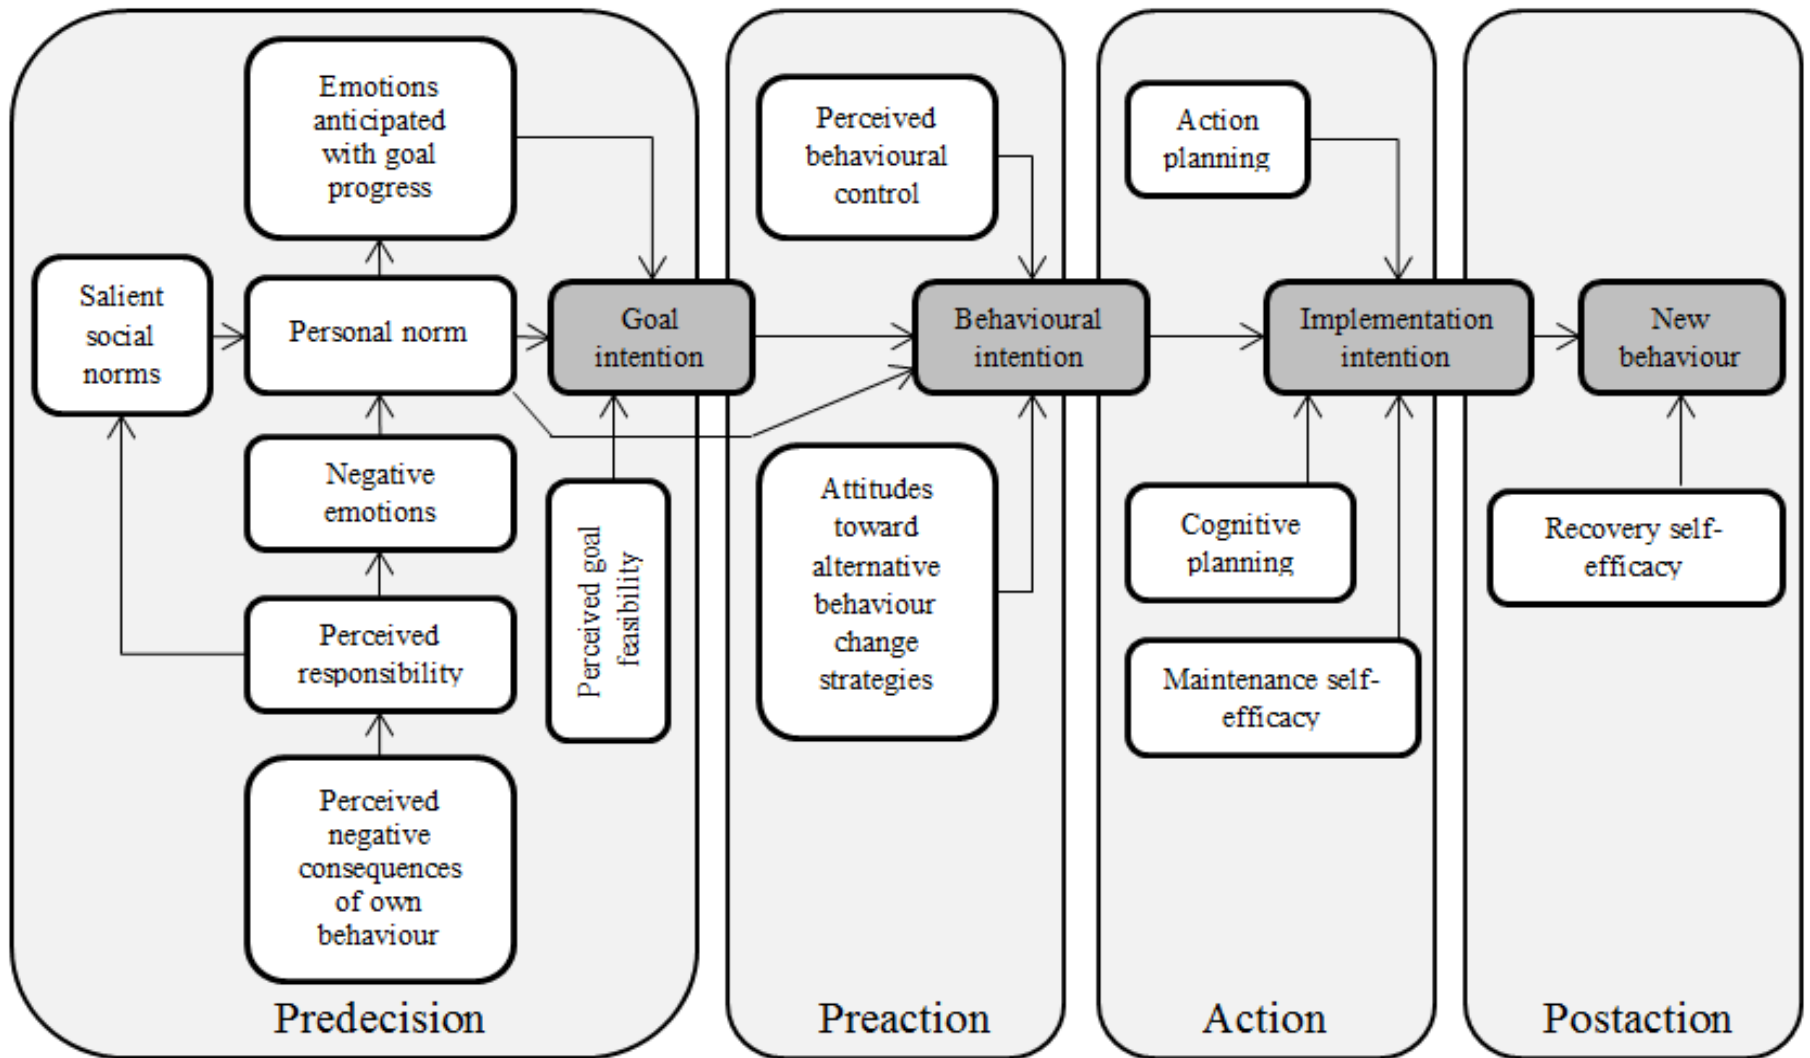 Emotions
anticipated
with goal
progress
Salient
social
norms
Personal norm
Goal
intention
Negative
emotions
Perceived
responsibility
Perceived goal
feasibility
Perceived
negative
consequences
of own
behaviour
Predecision
Perceived
behavioural
control
Behavioural
intention
Attitudes
toward
alternative
behaviour
change
strategies
Preaction
Action
planning
Implementation
intention
Cognitive
planning
Maintenance self-
efficacy
Action
New
behaviour
Recovery self-
efficacy
Postaction